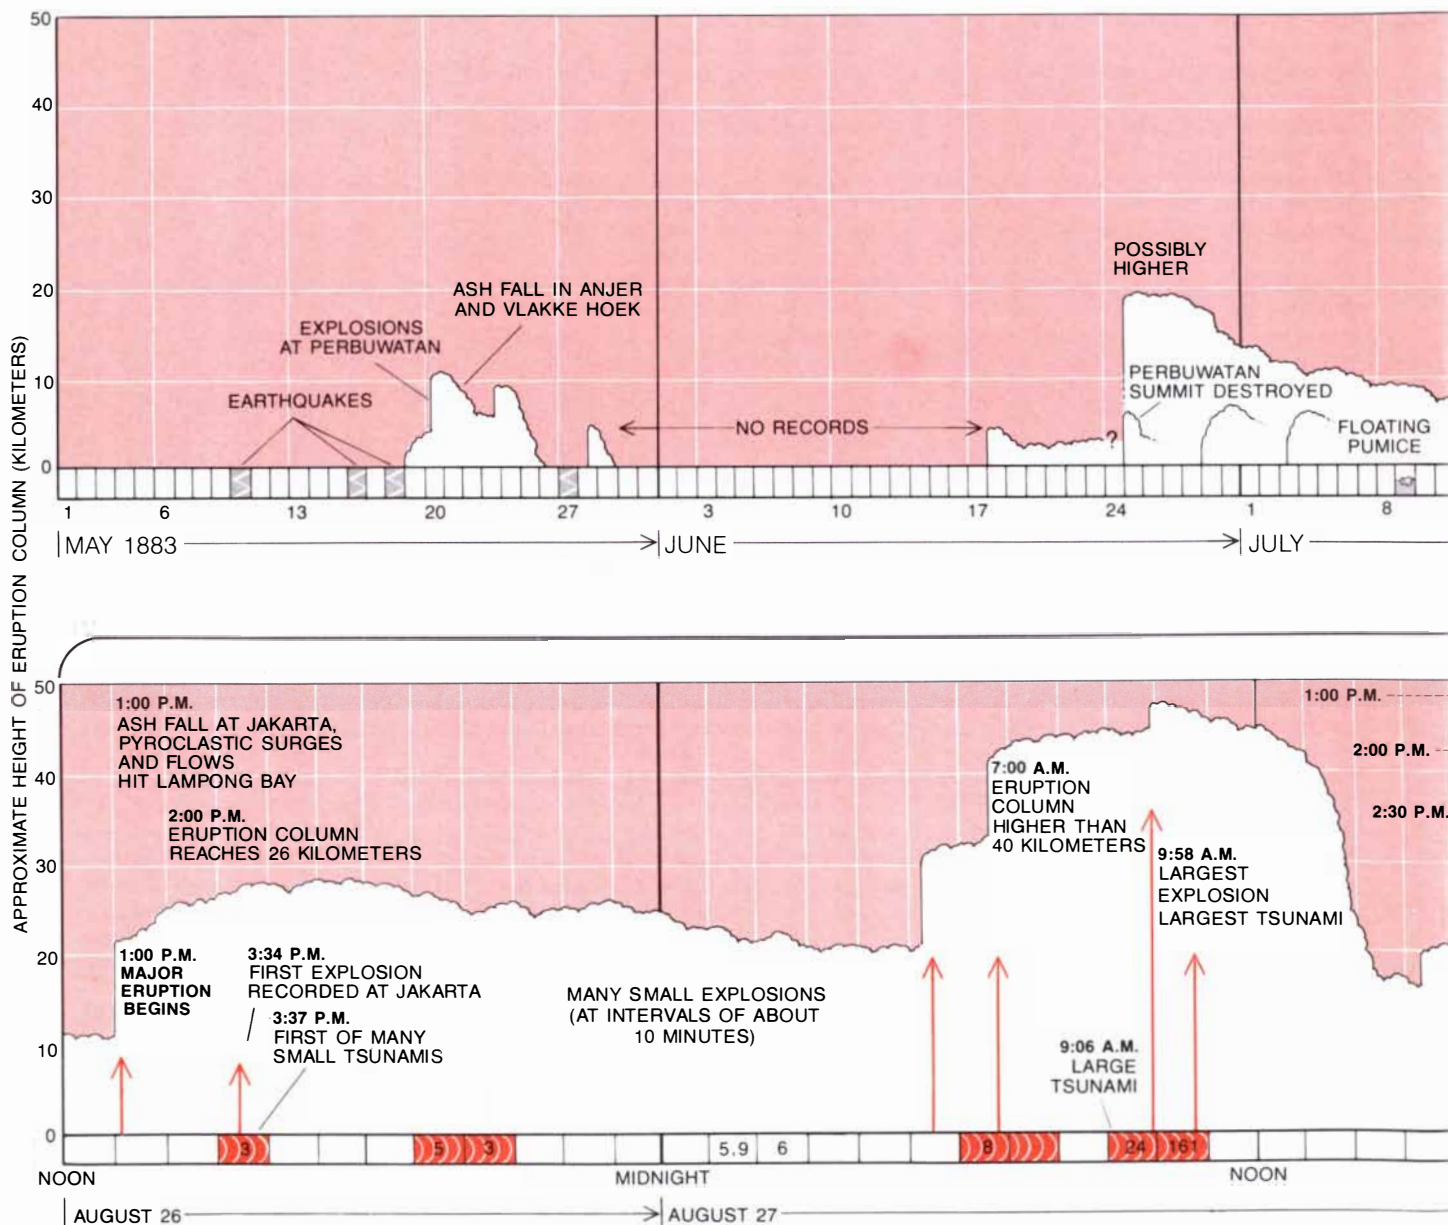 APPROXIMATE HEIGHT OF ERUPTION COLUMN (KILOMETERS)
50
40
30
20
10
0
POSSIBLY
HIGHER
ASH FALL IN ANJER
AND VLAKKE HOEK
EXPLOSIONS
AT PERBUWATAN
EARTHQUAKES
NO RECORDS
?
PERBUWATAN
SUMMIT DESTROYED
FLOATING
PUMICE
1 6 13 20 27 3 10 17 24 1 8
MAY 1883 JUNE JULY
50
40
30
20
10
0
1:00 P.M.
ASH FALL AT JAKARTA,
PYROCLASTIC SURGES
AND FLOWS
HIT LAMPONG BAY
2:00 P.M.
ERUPTION COLUMN
REACHES 26 KILOMETERS
1:00 P.M.
MAJOR
ERUPTION
BEGINS
3:34 P.M.
FIRST EXPLOSION
RECORDED AT JAKARTA
3:37 P.M.
FIRST OF MANY
SMALL TSUNAMIS
MANY SMALL EXPLOSIONS
(AT INTERVALS OF ABOUT
10 MINUTES)
7:00 A.M.
ERUPTION
COLUMN
HIGHER THAN
40 KILOMETERS
9:58 A.M.
LARGEST
EXPLOSION
LARGEST TSUNAMI
9:06 A.M.
LARGE
TSUNAMI
1:00 P.M.
2:00 P.M.
2:30 P.M.
3 5 3 5.9 6 8 24 161
NOON MIDNIGHT NOON
AUGUST 26 AUGUST 27